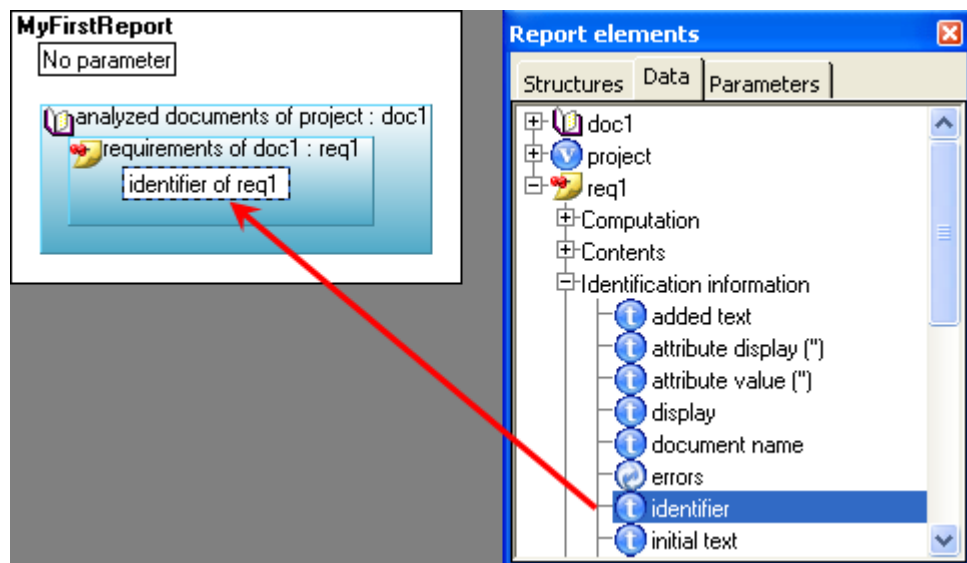 MyFirstReport
No parameter
analyzed documents of project : doc1
requirements of doc1 : req1
identifier of req1
Report elements
Structures
Data
Parameters
doc1
project
req1
Computation
Contents
Identification information
added text
attribute display (")
attribute value (")
display
document name
errors
identifier
initial text